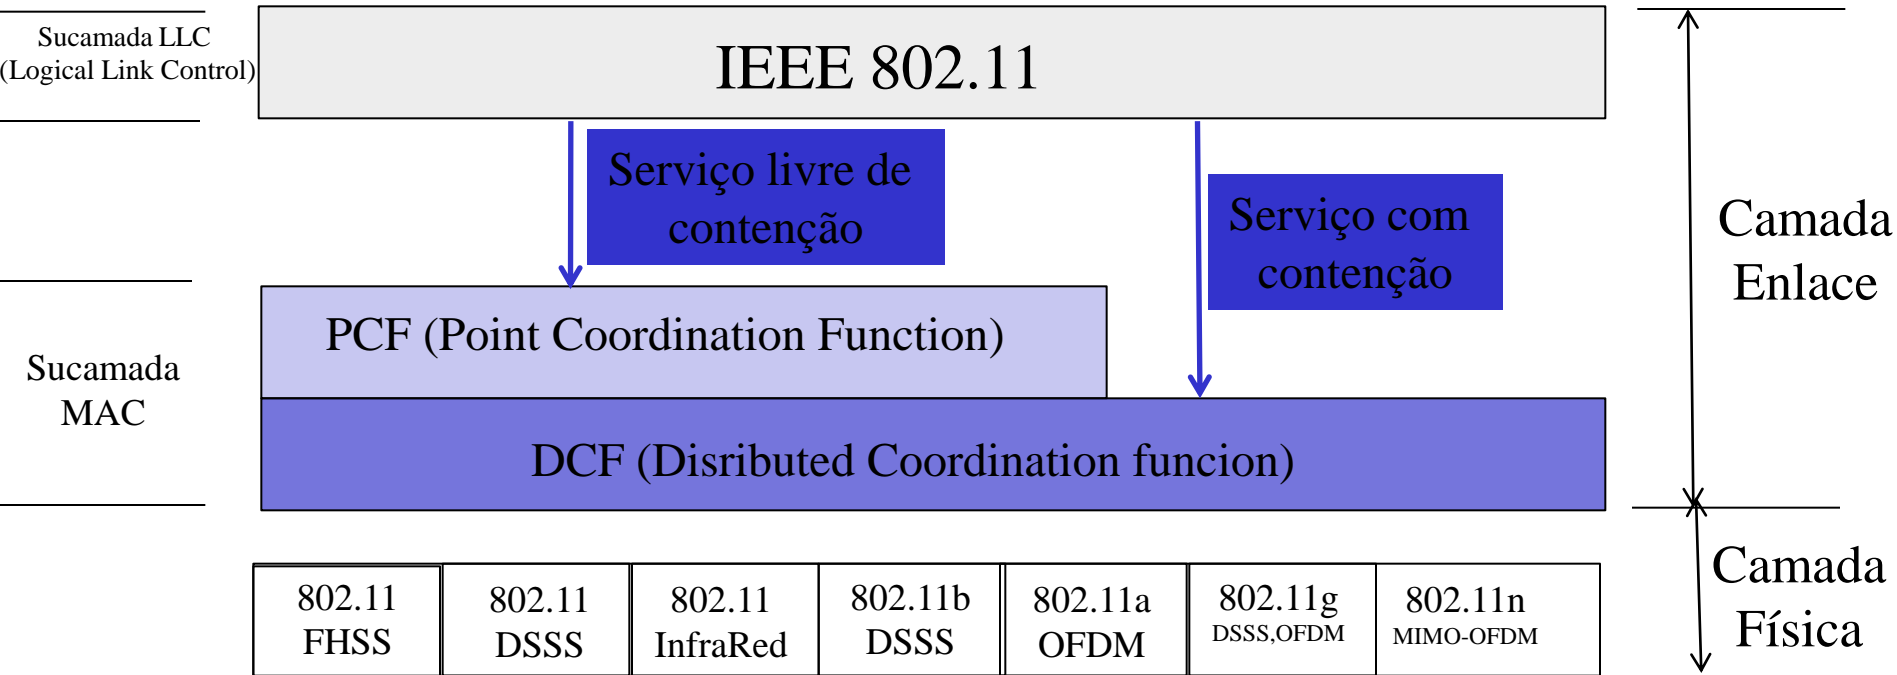 Sucamada LLC
(Logical Link Control)
IEEE 802.11
Serviço livre de
contenção
Serviço com
contenção
Camada
Enlace
PCF (Point Coordination Function)
Sucamada
MAC
DCF (Disributed Coordination funcion)
802.11
FHSS
802.11
DSSS
802.11
InfraRed
802.11b
DSSS
802.11a
OFDM
802.11g
DSSS,OFDM
802.11n
MIMO-OFDM
Camada
Física